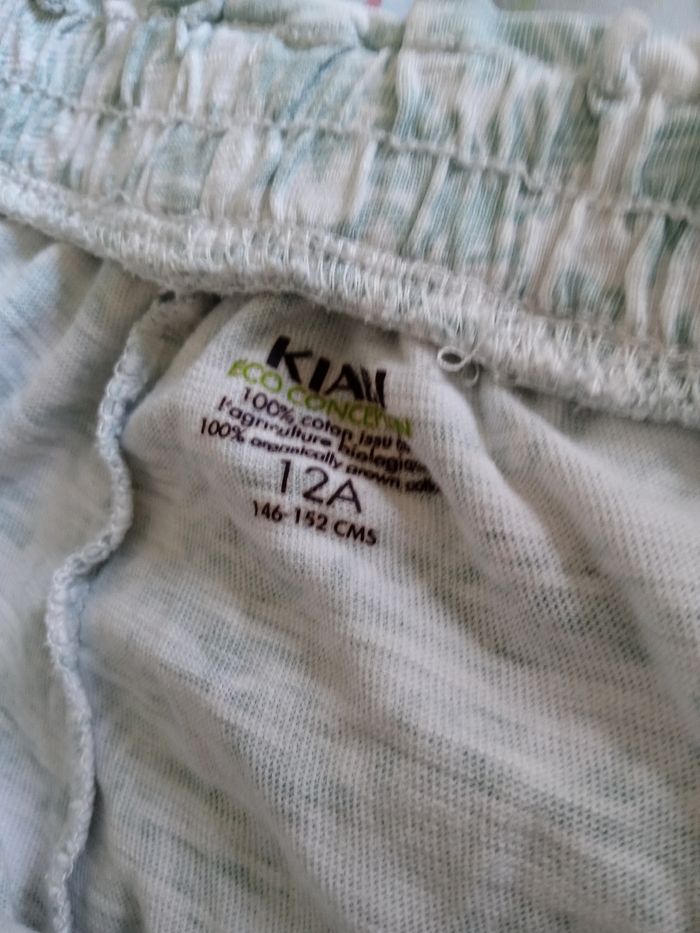 KIABI
ECO CONCEPTION
100% coton issu de
l'agriculture biologique
100% organically grown cotton
12A
146-152 CMS